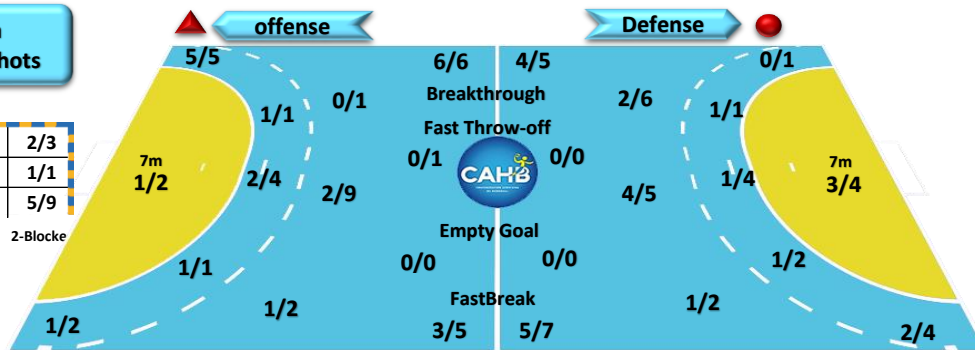 offense
Defense
hots
5/5
6/6
4/5
0/1
Breakthrough
0/1
1/1
2/6
1/1
Fast Throw-off
2/3
1/1
5/9
2-Blocke
7m
1/2
0/1
CAHB
0/0
7m
3/4
2/4
2/9
4/5
1/4
Empty Goal
1/1
0/0
0/0
1/2
FastBreak
1/2
1/2
1/2
3/5
5/7
2/4